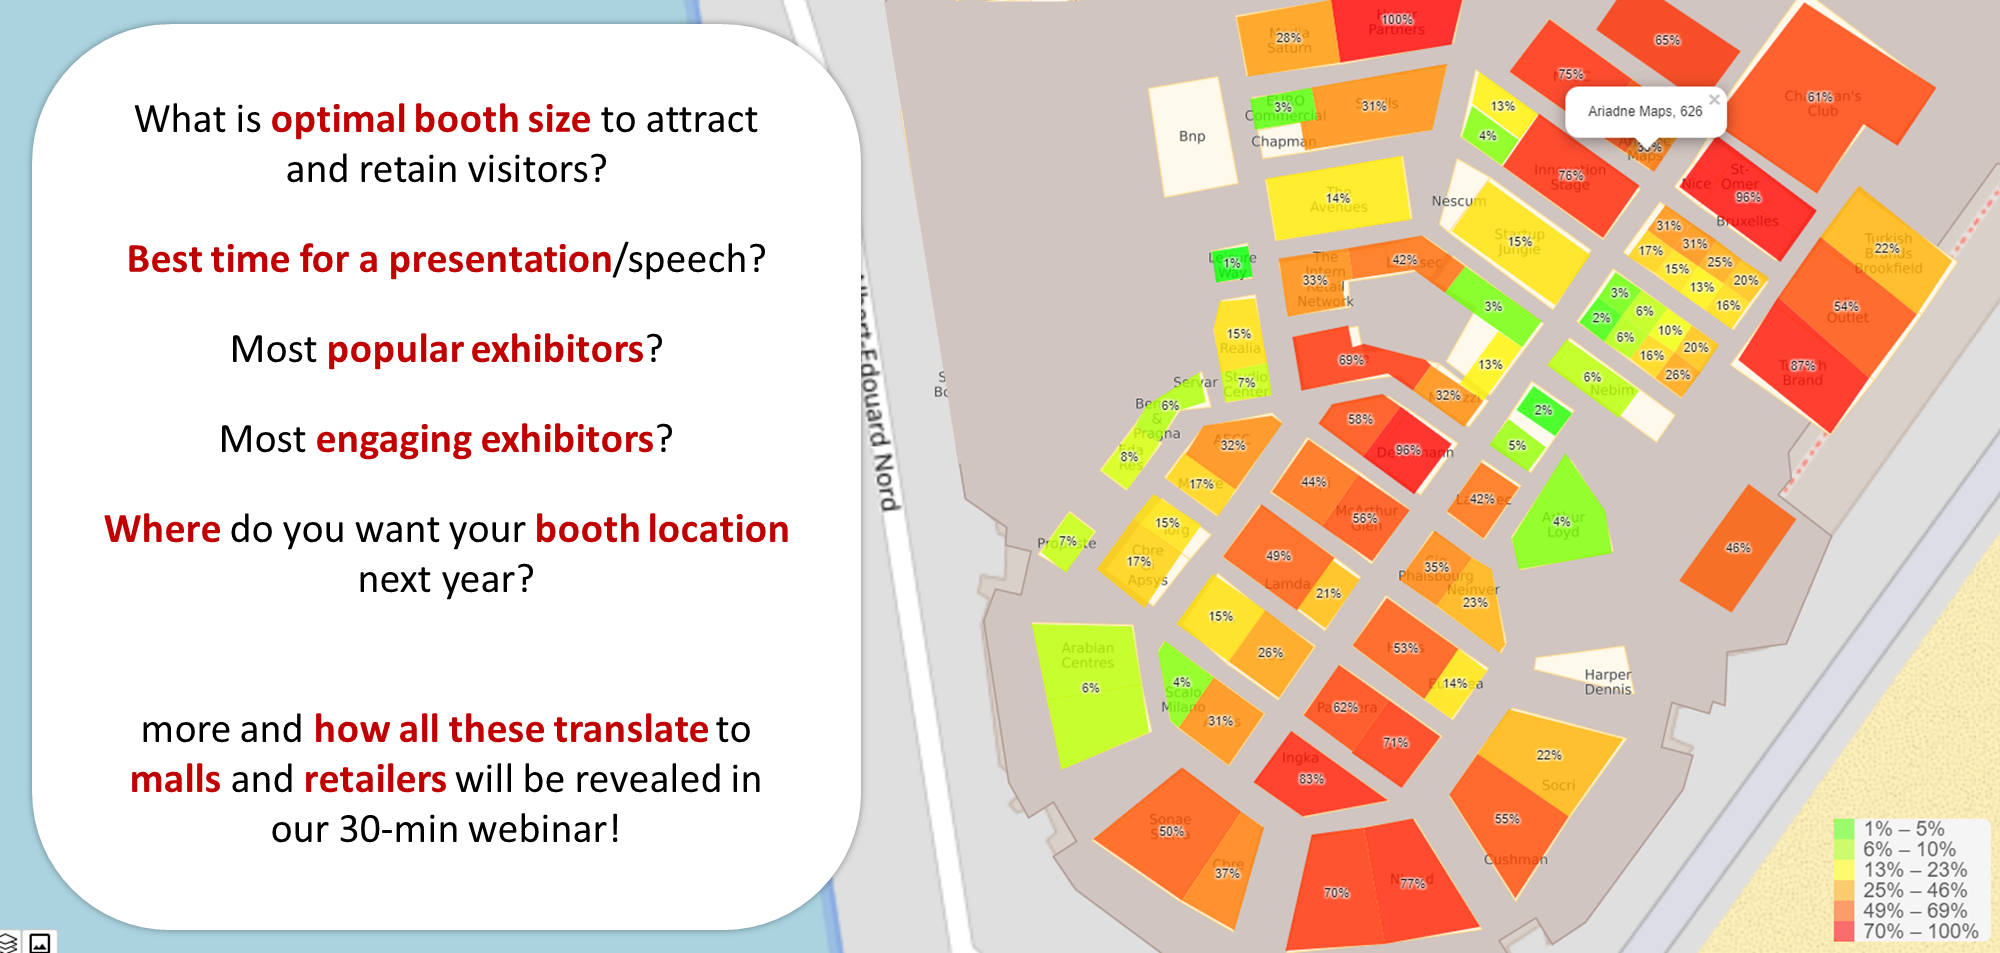 What is optimal booth size to attract
and retain visitors?
Best time for a presentation/speech?
Most popular exhibitors?
Most engaging exhibitors?
Where do you want your booth location
next year?
more and how all these translate to
malls and retailers will be revealed in
our 30-min webinar!
Albert-Edouard Nord
28%
Media
Saturn
100%
Partners
65%
75%
Ariadne Maps, 626
×
61%
Club
Bnp
3%
EURO
Commercial
Chapman
31%
13%
4%
Maps
Innovation
Stage
76%
Nice
St-
Omer
96%
Bruxelles
The
Avenues
14%
Nescum
Startup
Jungle
15%
31%
31%
17%
25%
15%
20%
13%
16%
Turkish
Brands
Brookfield
22%
Leisure
Way
1%
The
Intern
Retail
Network
33%
42%
3%
3%
6%
2%
10%
6%
20%
16%
26%
54%
Outlet
15%
Realia
Studio
Center
7%
69%
13%
32%
6%
Nebim
87%
Brand
Servar
6%
&
Pragna
8%
Res
32%
17%
58%
96%
2%
5%
44%
McArthur
Glen
56%
42%
Arthur
Loyd
4%
46%
7%
15%
Cbre
17%
Apsys
49%
Lamda
21%
35%
Phalsbourg
Neinver
23%
15%
26%
53%
14%
Arabian
Centres
6%
4%
Scalo
Milano
31%
62%
71%
Harper
Dennis
Ingka
83%
22%
Socri
55%
Cushman
Sonae
50%
Cbre
37%
70%
77%
1% – 5%
6% – 10%
13% – 23%
25% – 46%
49% – 69%
70% – 100%